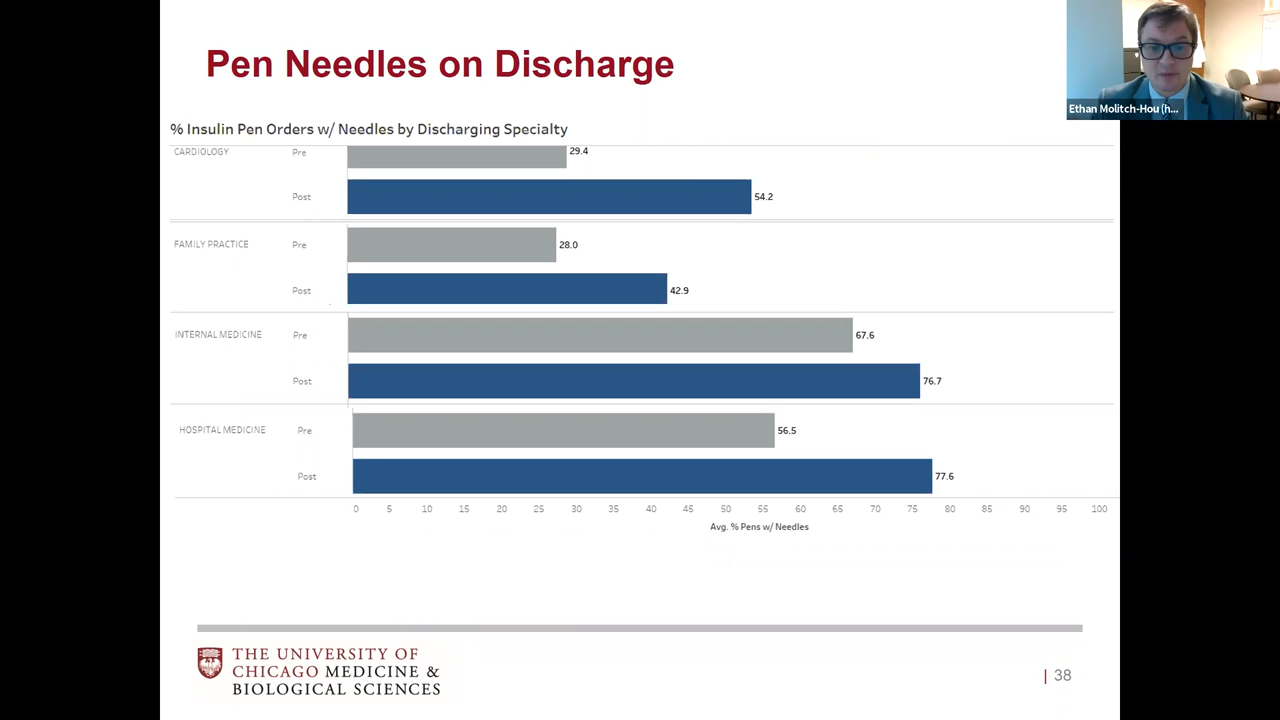 Pen Needles on Discharge
Ethan Molitch-Hou (h...
% Insulin Pen Orders w/ Needles by Discharging Specialty
CARDIOLOGY Pre 29.4
Post 54.2
FAMILY PRACTICE Pre 28.0
Post 42.9
INTERNAL MEDICINE Pre 67.6
Post 76.7
HOSPITAL MEDICINE Pre 56.5
Post 77.6
0 5 10 15 20 25 30 35 40 45 50 55 60 65 70 75 80 85 90 95 100
Avg. % Pens w/ Needles
THE UNIVERSITY OF
CHICAGO MEDICINE &
BIOLOGICAL SCIENCES
| 38